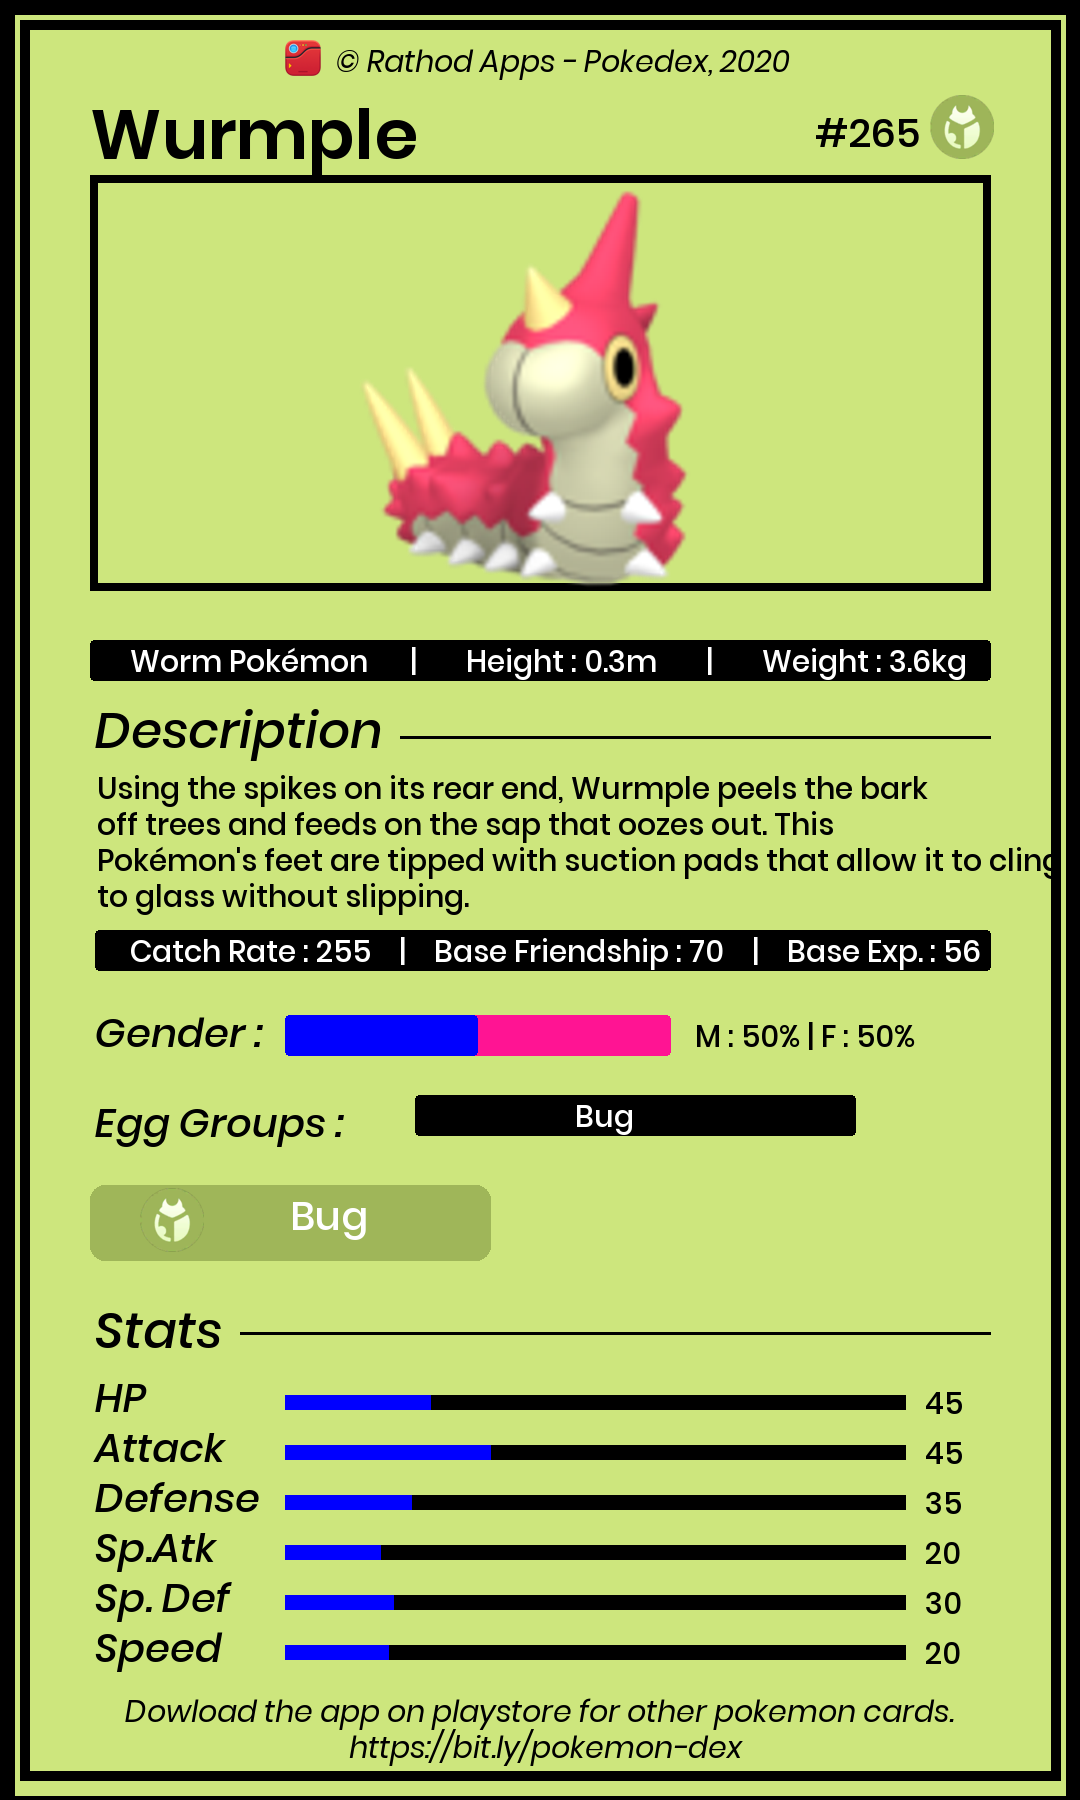 © Rathod Apps - Pokedex, 2020
Wurmple
#265
Worm Pokémon | Height : 0.3m | Weight : 3.6kg
Description
Using the spikes on its rear end, Wurmple peels the bark
off trees and feeds on the sap that oozes out. This
Pokémon's feet are tipped with suction pads that allow it to cling
to glass without slipping.
Catch Rate : 255 | Base Friendship : 70 | Base Exp. : 56
Gender : M : 50% | F : 50%
Egg Groups : Bug
Bug
Stats
HP 45
Attack 45
Defense 35
Sp.Atk 20
Sp. Def 30
Speed 20
Dowload the app on playstore for other pokemon cards.
https://bit.ly/pokemon-dex